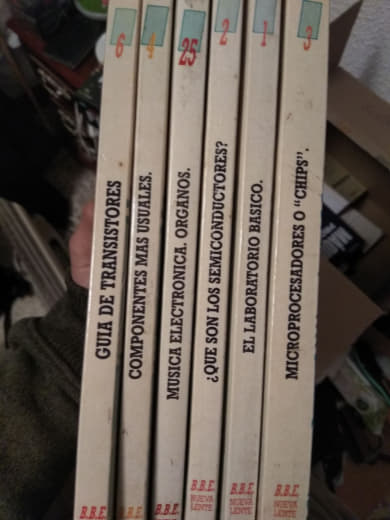 6
GUIA DE TRANSISTORES
B.B.E.
4
COMPONENTES MAS USUALES.
B.B.E.
25
MUSICA ELECTRONICA. ORGANOS.
B.B.E.
2
¿QUE SON LOS SEMICONDUCTORES?
B.B.E.
NUEVA
LENTE
1
EL LABORATORIO BASICO.
B.B.E.
NUEVA
LENTE
3
MICROPROCESADORES O "CHIPS".
B.B.E.
NUEVA
LENTE